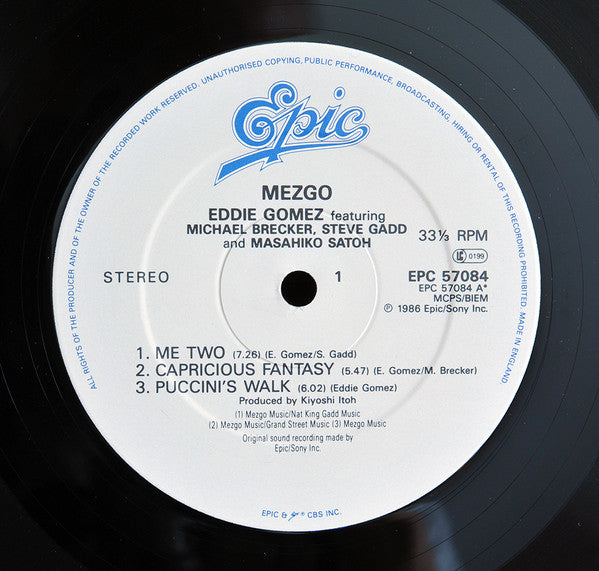 ALL RIGHTS OF THE PRODUCER AND OF THE OWNER OF THE RECORDED WORK RESERVED. UNAUTHORISED COPYING, PUBLIC PERFORMANCE, BROADCASTING, HIRING OR RENTAL OF THIS RECORDING PROHIBITED. MADE IN ENGLAND.
Epic
MEZGO
EDDIE GOMEZ featuring
MICHAEL BRECKER, STEVE GADD
and MASAHIKO SATOH
33⅓ RPM
LC 0199
STEREO
1
EPC 57084
EPC 57084 A*
MCPS/BIEM
℗ 1986 Epic/Sony Inc.
1. ME TWO (7.26) (E. Gomez/S. Gadd)
2. CAPRICIOUS FANTASY (5.47) (E. Gomez/M. Brecker)
3. PUCCINI'S WALK (6.02) (Eddie Gomez)
Produced by Kiyoshi Itoh
(1) Mezgo Music/Nat King Gadd Music
(2) Mezgo Music/Grand Street Music (3) Mezgo Music
Original sound recording made by
Epic/Sony Inc.
EPIC & ® CBS INC.